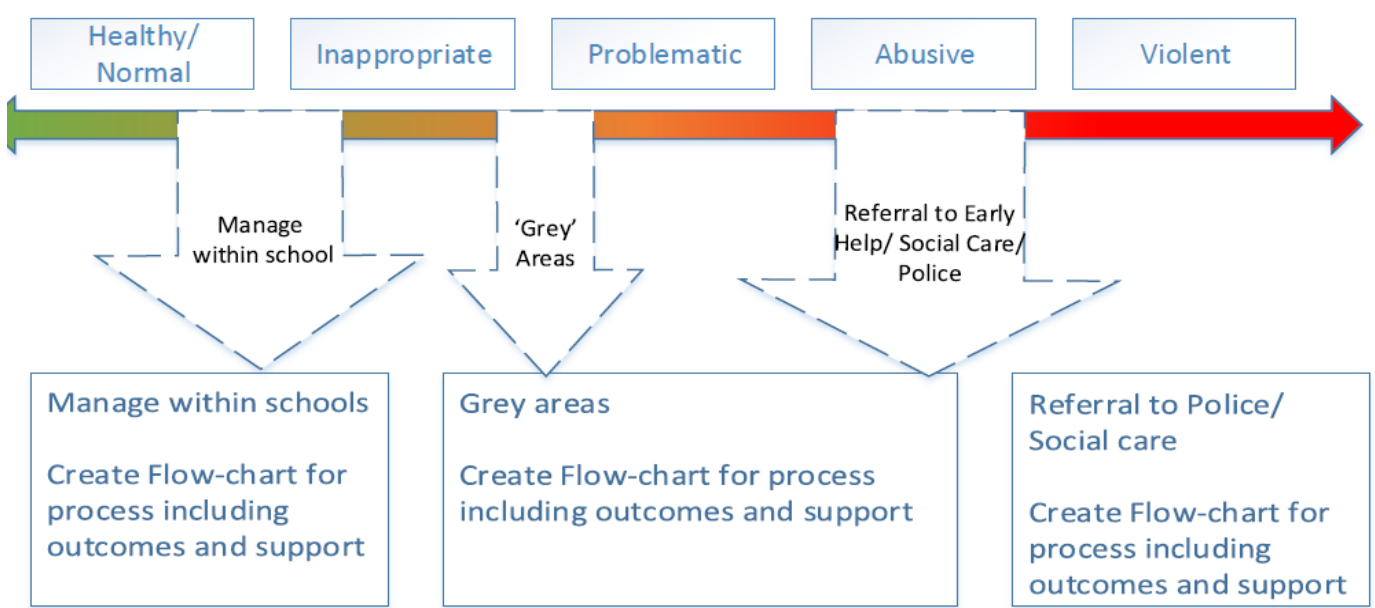 Healthy/
Normal
Inappropriate
Problematic
Abusive
Violent
Manage
within school
‘Grey’
Areas
Referral to Early
Help/ Social Care/
Police
Manage within schools
Create Flow-chart for
process including
outcomes and support
Grey areas
Create Flow-chart for process
including outcomes and support
Referral to Police/
Social care
Create Flow-chart for
process including
outcomes and support